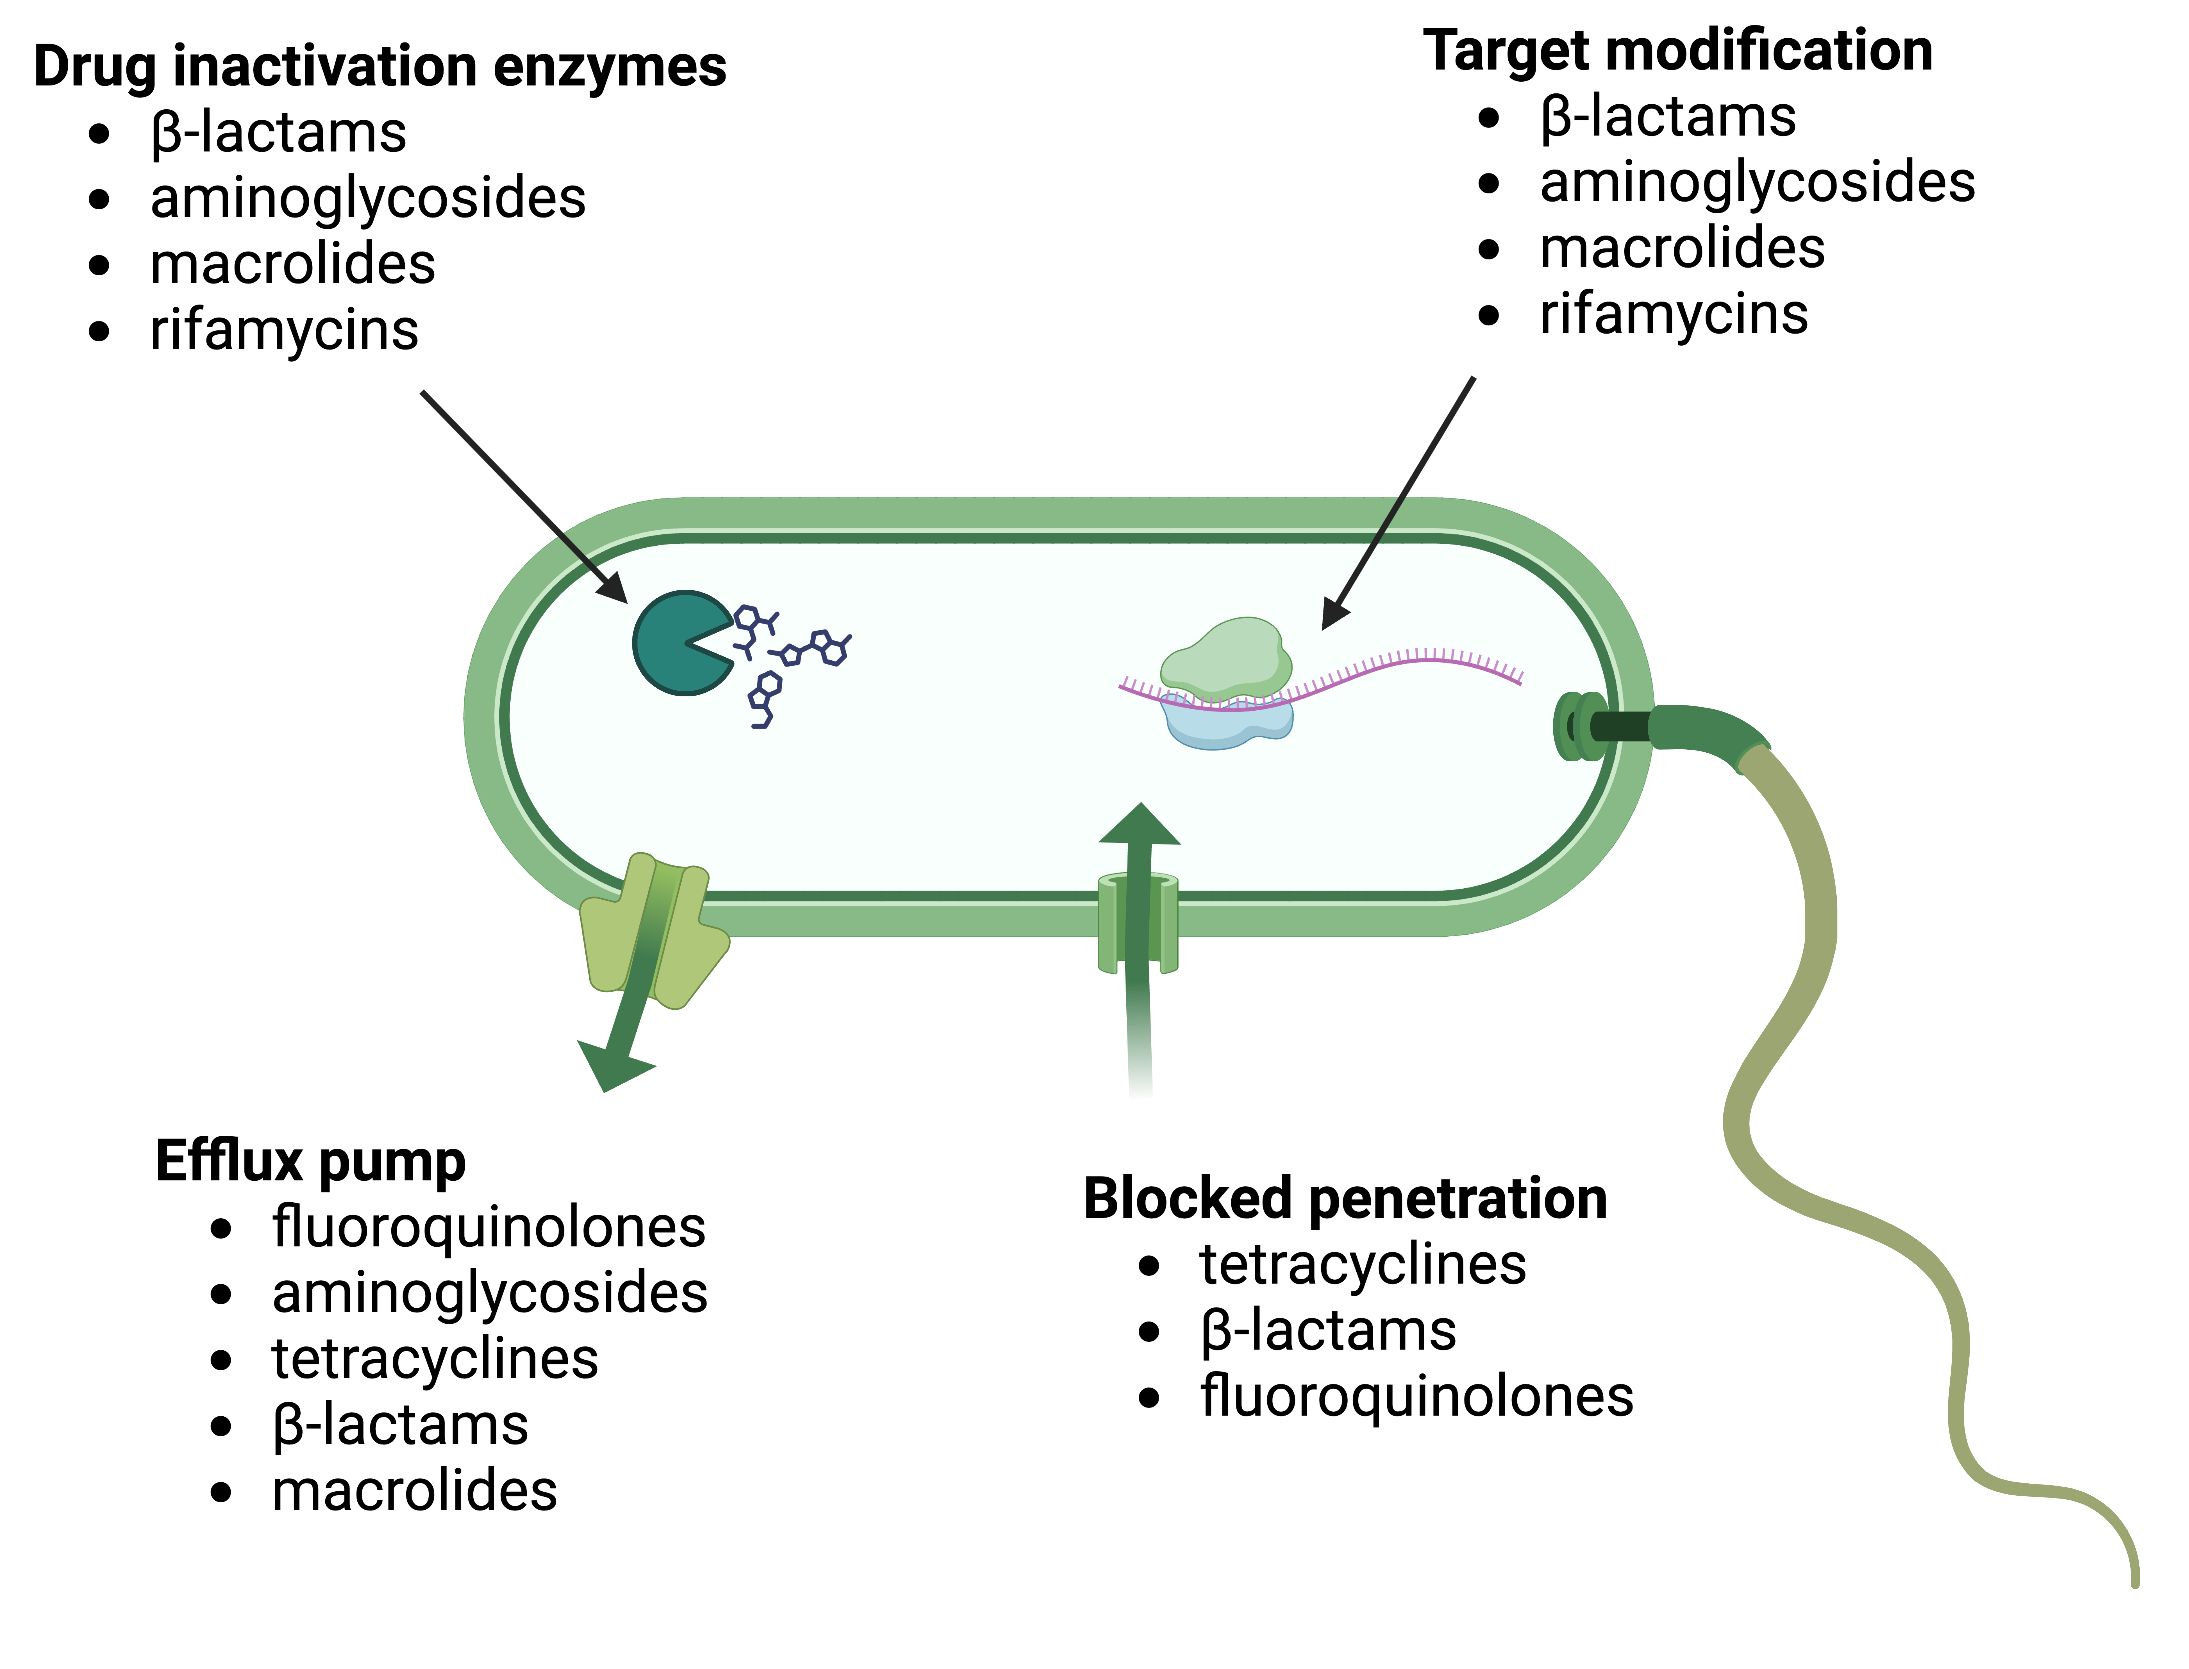 Drug inactivation enzymes
• β-lactams
• aminoglycosides
• macrolides
• rifamycins
Target modification
• β-lactams
• aminoglycosides
• macrolides
• rifamycins
Efflux pump
• fluoroquinolones
• aminoglycosides
• tetracyclines
• β-lactams
• macrolides
Blocked penetration
• tetracyclines
• β-lactams
• fluoroquinolones